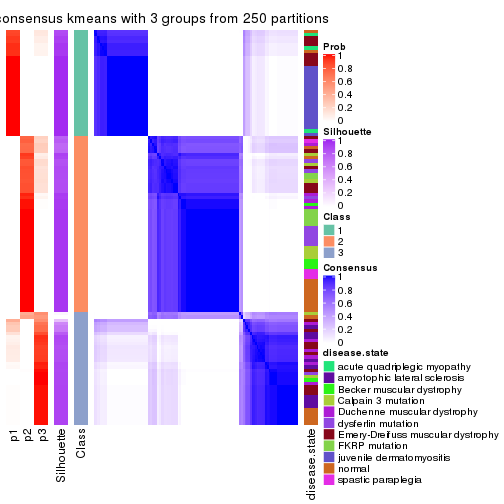 consensus kmeans with 3 groups from 250 partitions
Prob
1
0.8
0.6
0.4
0.2
0
Silhouette
1
0.8
0.6
0.4
0.2
0
Class
1
2
3
Consensus
1
0.8
0.6
0.4
0.2
0
disease.state
acute quadriplegic myopathy
amyotophic lateral sclerosis
Becker muscular dystrophy
Calpain 3 mutation
Duchenne muscular dystrophy
dysferlin mutation
Emery-Dreifuss muscular dystrophy
FKRP mutation
juvenile dermatomyositis
normal
spastic paraplegia
p1
p2
p3
Silhouette
Class
disease.state